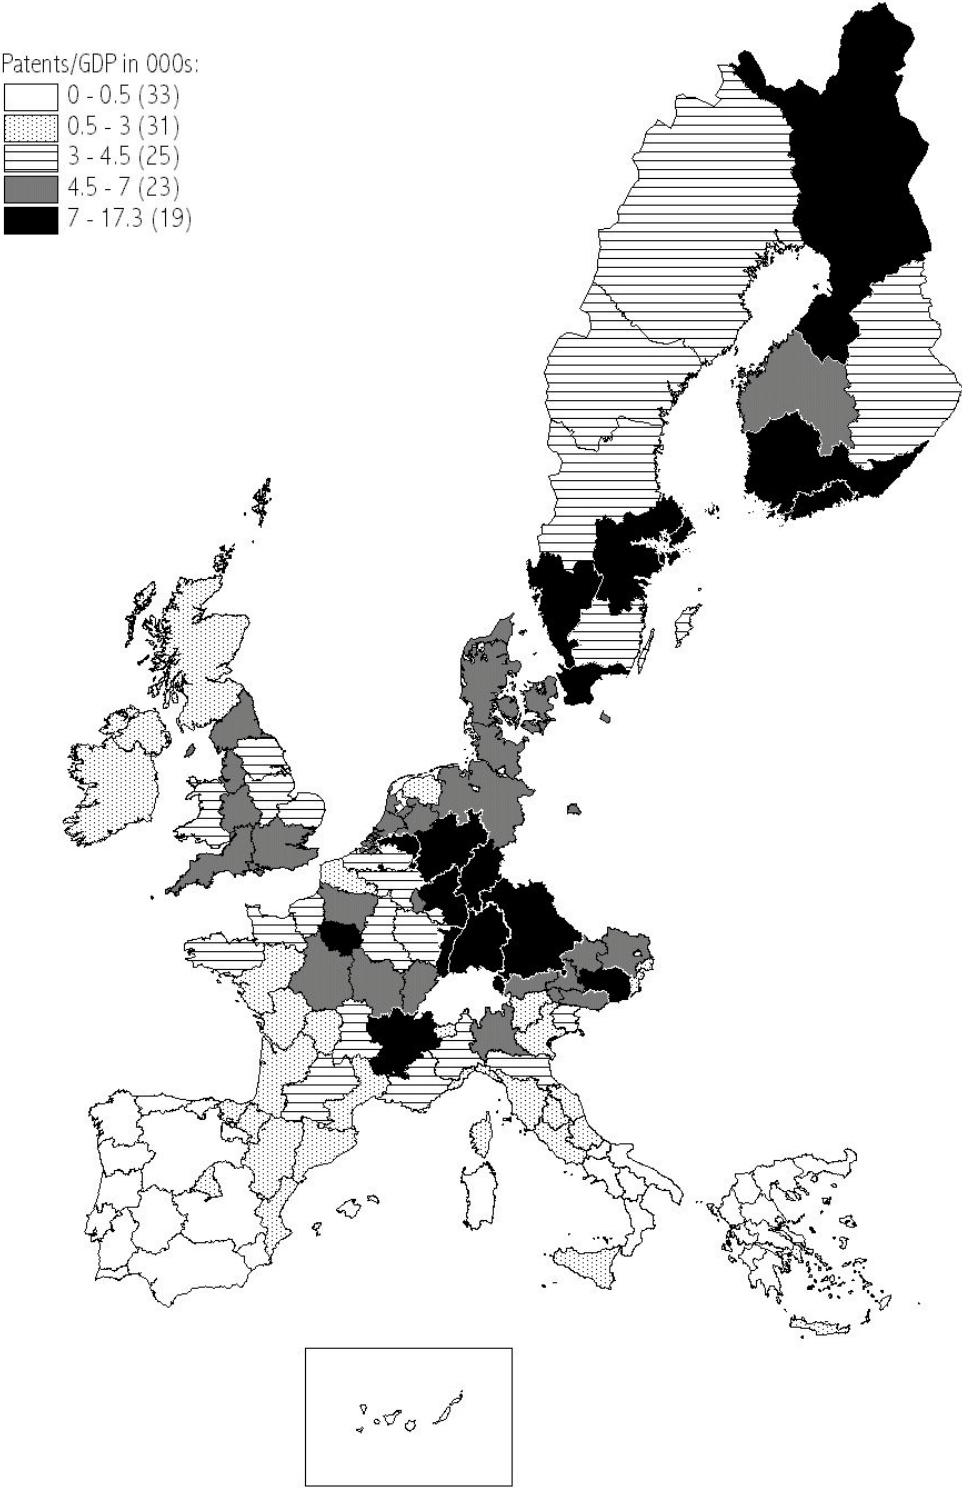 Patents/GDP in 000s:
0 - 0.5 (33)
0.5 - 3 (31)
3 - 4.5 (25)
4.5 - 7 (23)
7 - 17.3 (19)